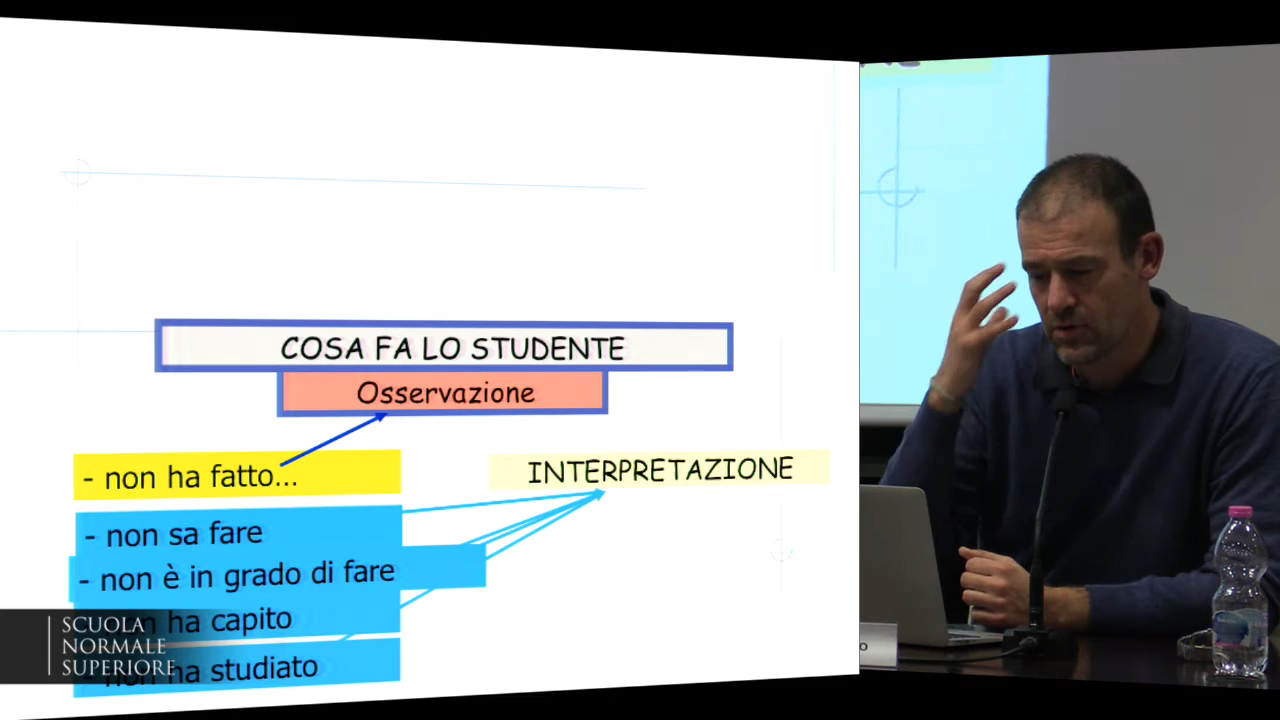 COSA FA LO STUDENTE
Osservazione
- non ha fatto...
INTERPRETAZIONE
- non sa fare
- non è in grado di fare
ha capito
ha studiato
SCUOLA
NORMALE
SUPERIORE